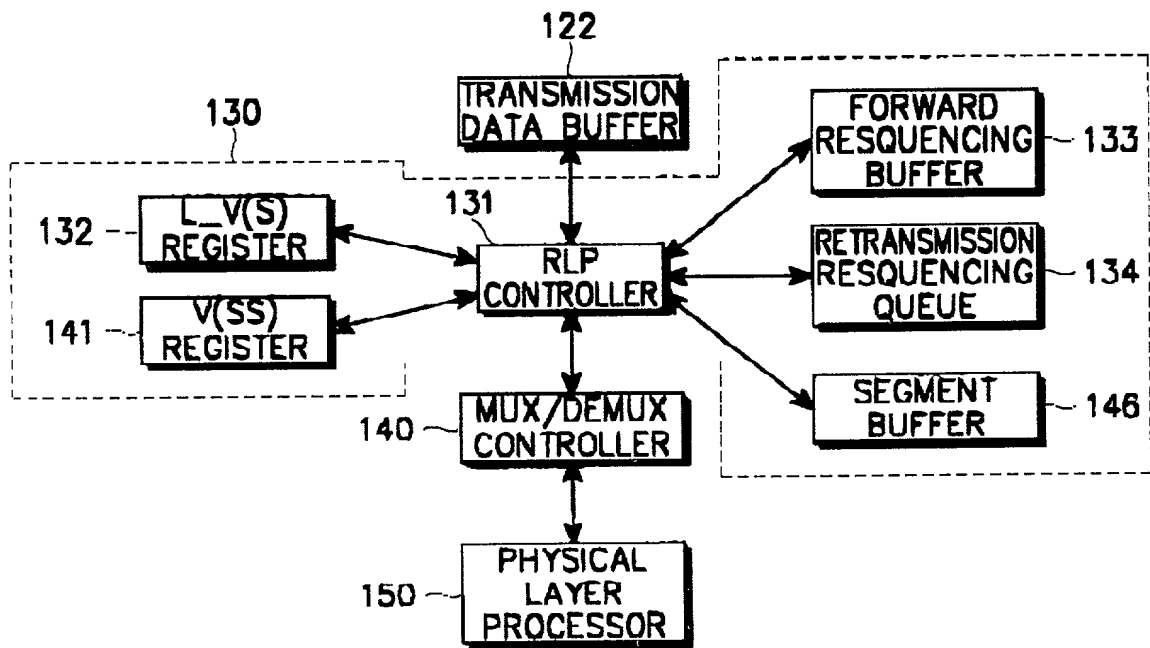 122
TRANSMISSION
DATA BUFFER
130
FORWARD
RESQUENCING
BUFFER
133
132
L_V(S)
REGISTER
131
RLP
CONTROLLER
RETRANSMISSION
RESQUENCING
QUEUE
134
141
V(SS)
REGISTER
140
MUX/DEMUX
CONTROLLER
SEGMENT
BUFFER
146
150
PHYSICAL
LAYER
PROCESSOR